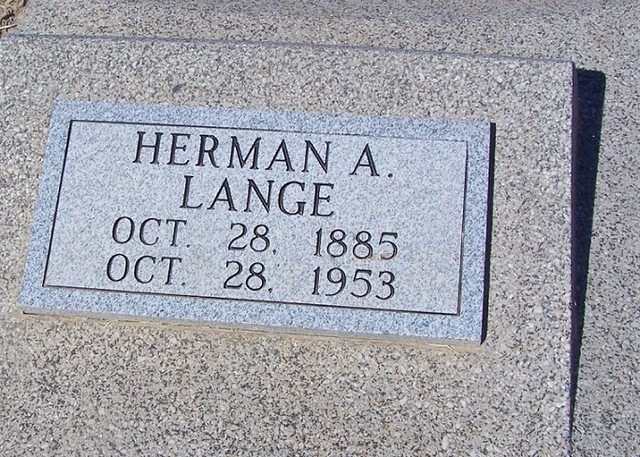 HERMAN A.
LANGE
OCT. 28, 1885
OCT. 28, 1953